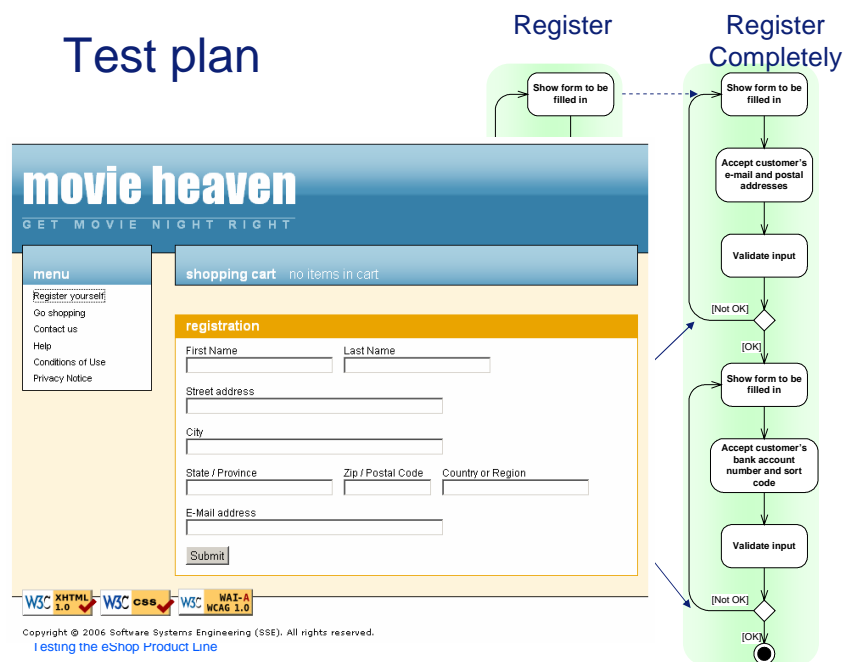 Test plan
Register
Register
Completely
Show form to be
filled in
movie heaven
GET MOVIE NIGHT RIGHT
menu
Register yourself
Go shopping
Contact us
Help
Conditions of Use
Privacy Notice
shopping cart no items in cart
registration
First Name Last Name
Street address
City
State / Province Zip / Postal Code Country or Region
E-Mail address
Submit
W3C XHTML 1.0
W3C css
W3C WAI-A WCAG 1.0
Copyright © 2006 Software Systems Engineering (SSE). All rights reserved.
Testing the eShop Product Line
Show form to be
filled in
Accept customer's
e-mail and postal
addresses
Validate input
[Not OK]
[OK]
Show form to be
filled in
Accept customer's
bank account
number and sort
code
Validate input
[Not OK]
[OK]